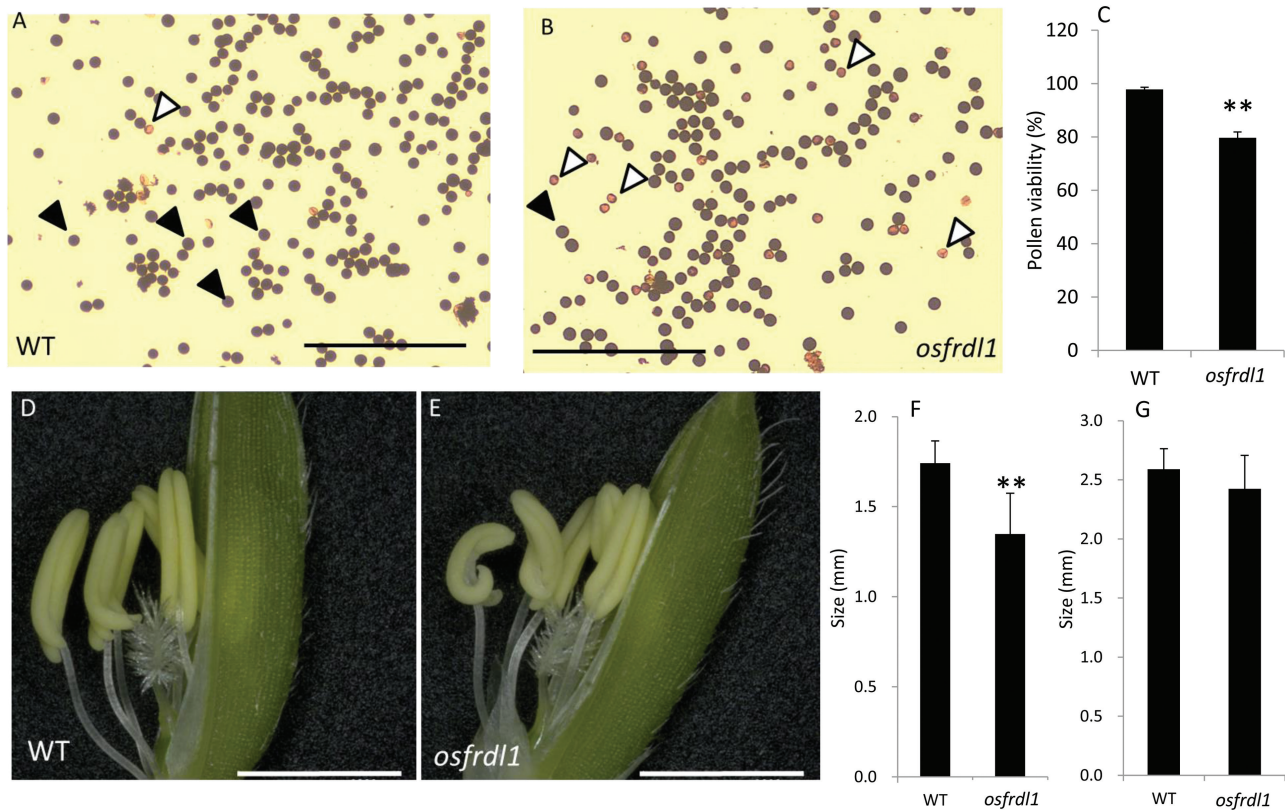 A
WT
B
osfrdl1
C
Pollen viability (%)
120
100
80
60
40
20
0
**
WT
osfrdl1
D
WT
E
osfrdl1
F
Size (mm)
2.0
1.5
1.0
0.5
0.0
**
WT
osfrdl1
G
Size (mm)
3.0
2.5
2.0
1.5
1.0
0.5
0.0
WT
osfrdl1